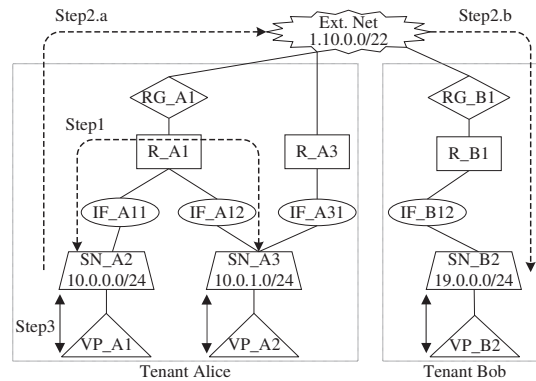 Step2.a
Ext. Net
1.10.0.0/22
Step2.b
RG_A1
RG_B1
Step1
R_A1
R_A3
R_B1
IF_A11
IF_A12
IF_A31
IF_B12
SN_A2
10.0.0.0/24
SN_A3
10.0.1.0/24
SN_B2
19.0.0.0/24
Step3
VP_A1
VP_A2
VP_B2
Tenant Alice
Tenant Bob